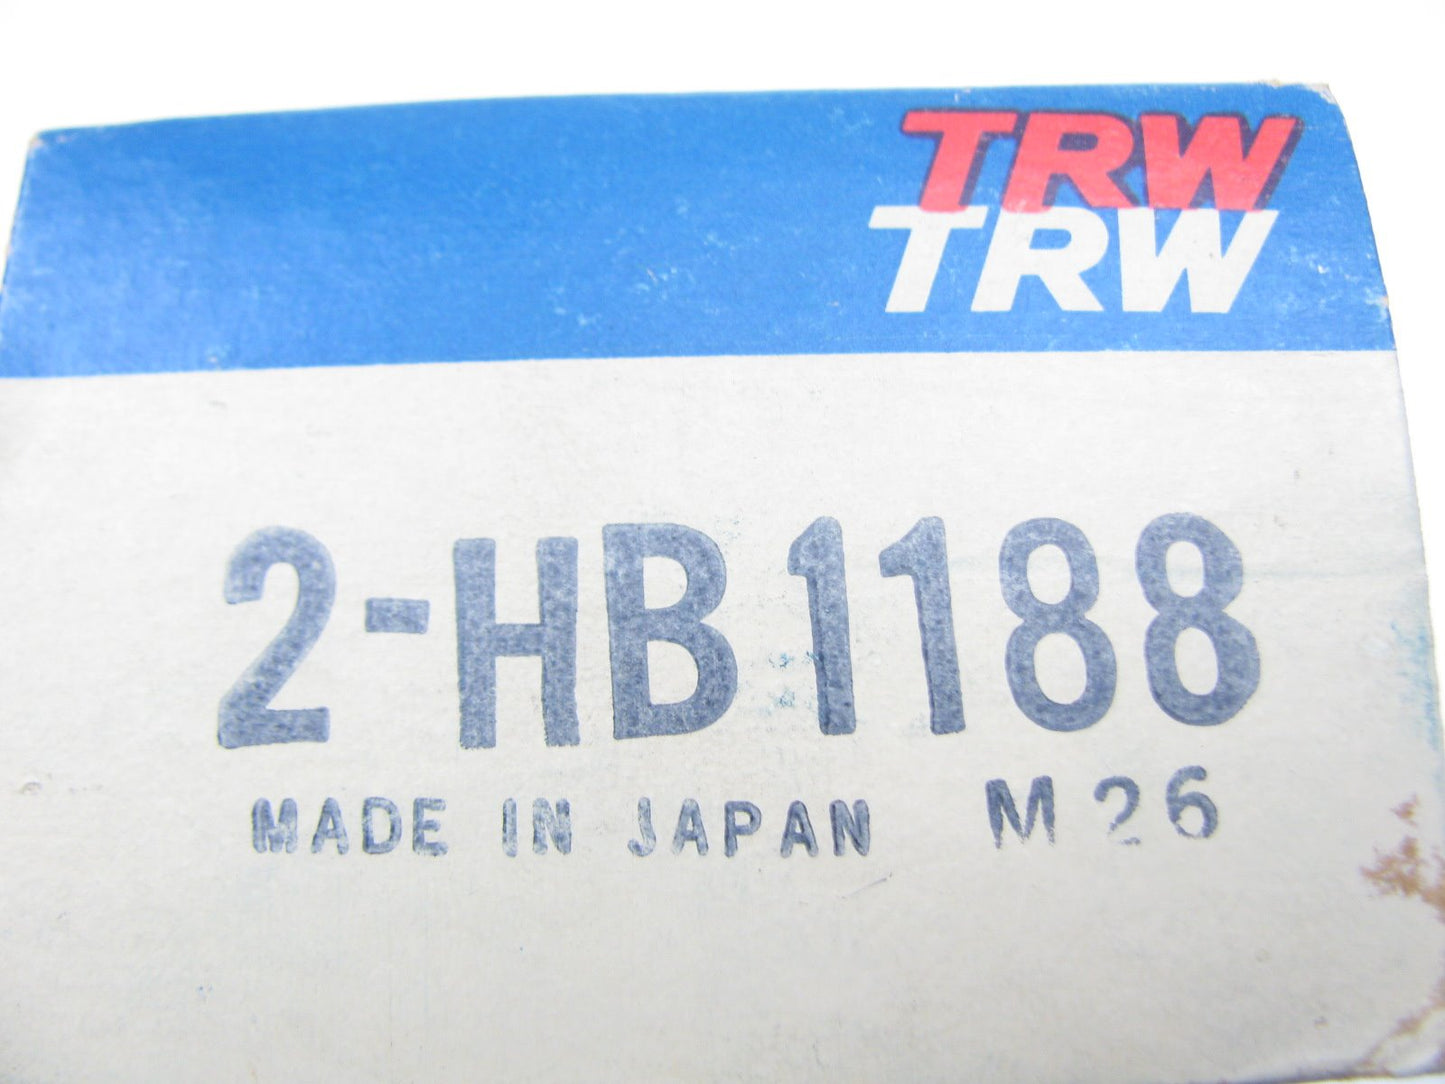 TRW
TRW
2-HB1188
MADE IN JAPAN M26